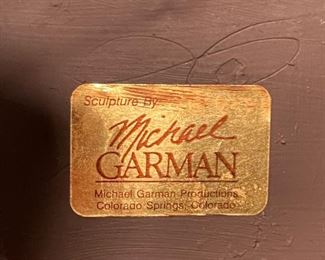 Sculpture By:
Michael
GARMAN
Michael Garman Productions
Colorado Springs, Colorado